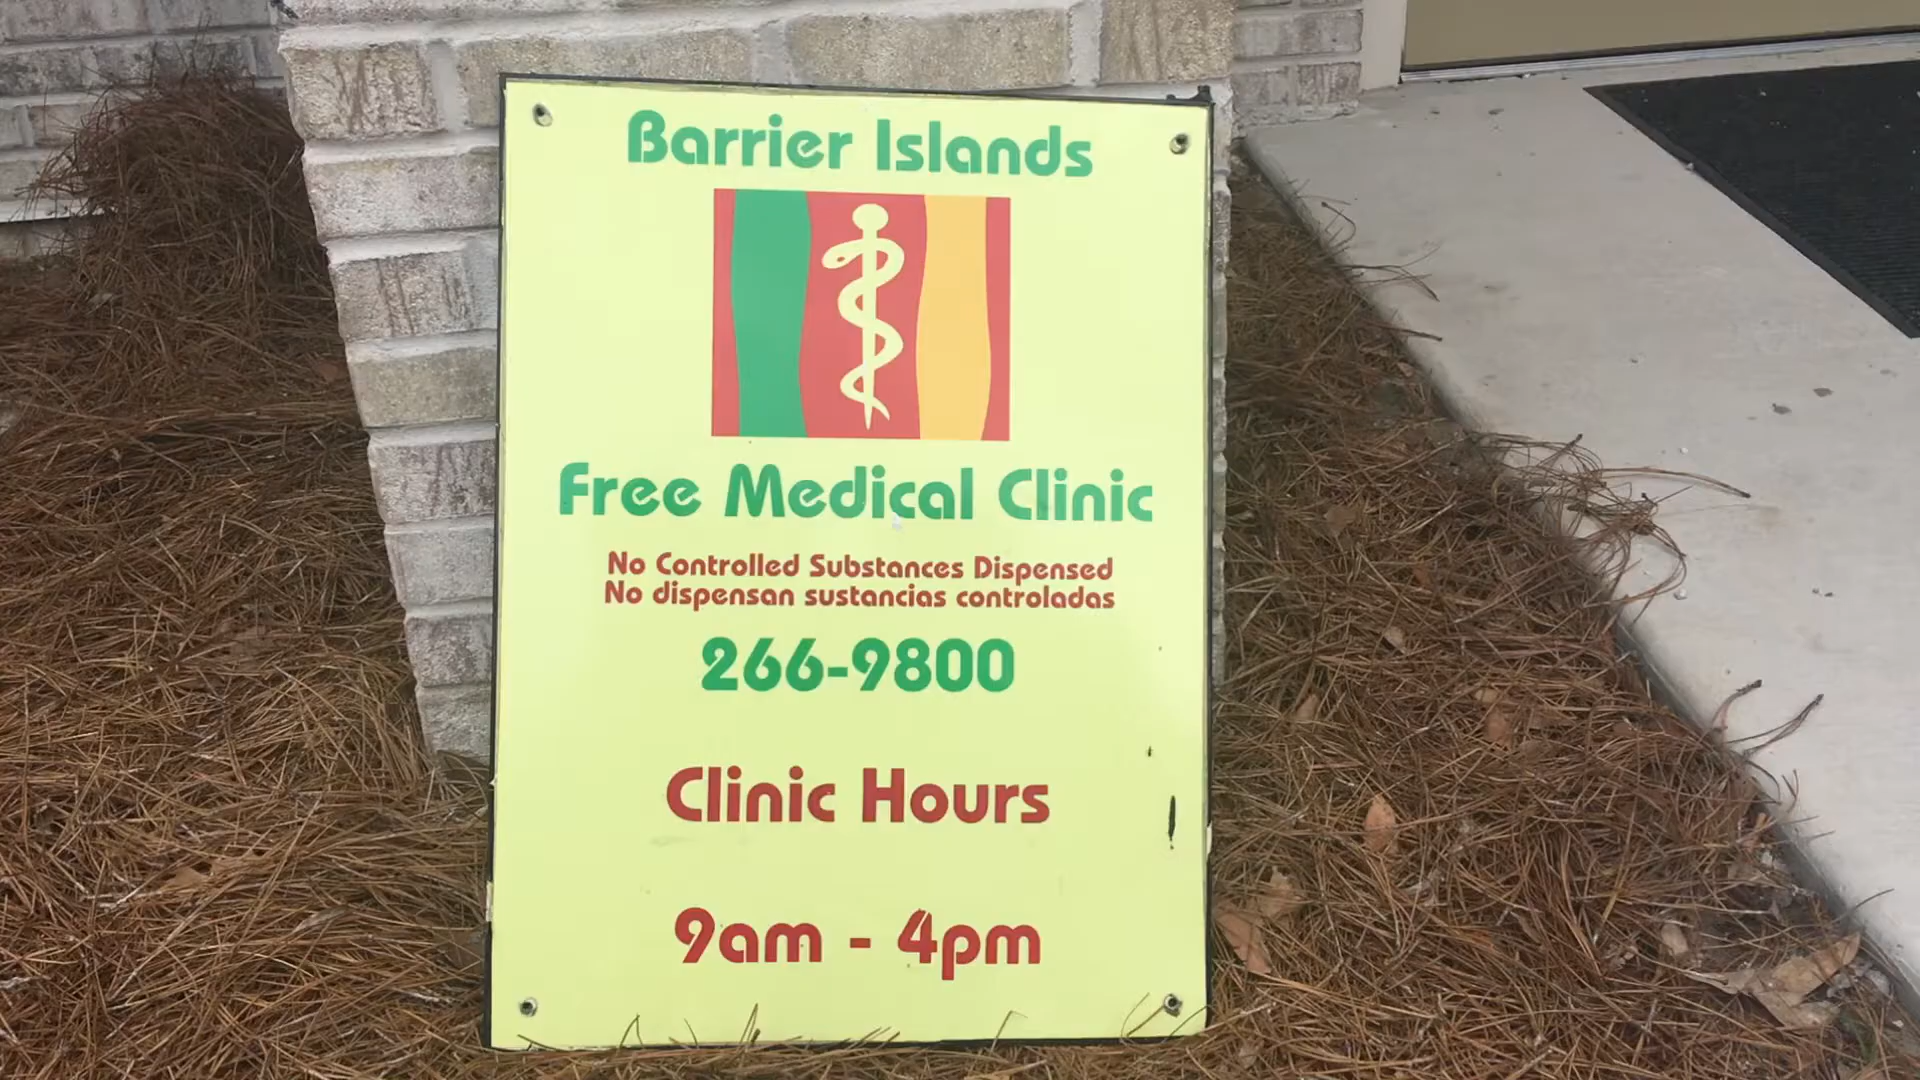 Barrier Islands
Free Medical Clinic
No Controlled Substances Dispensed
No dispensan sustancias controladas
266-9800
Clinic Hours
9am - 4pm